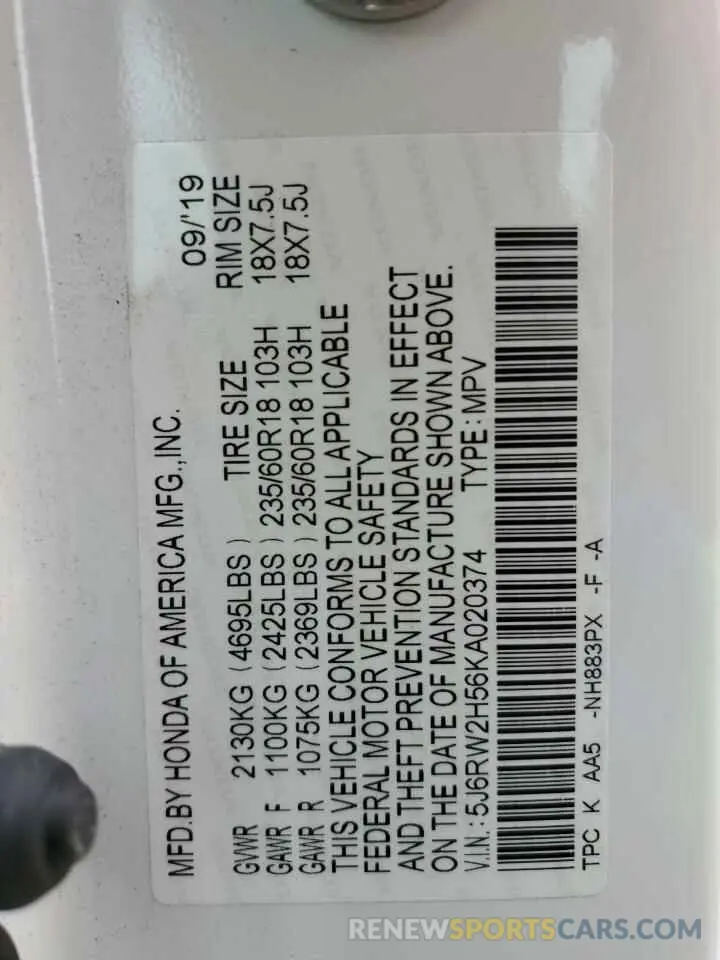 MFD.BY HONDA OF AMERICA MFG.,INC. 09/'19
TIRE SIZE RIM SIZE
GVWR 2130KG (4695LBS)
GAWR F 1100KG (2425LBS) 235/60R18 103H 18X7.5J
GAWR R 1075KG (2369LBS) 235/60R18 103H 18X7.5J
THIS VEHICLE CONFORMS TO ALL APPLICABLE
FEDERAL MOTOR VEHICLE SAFETY
AND THEFT PREVENTION STANDARDS IN EFFECT
ON THE DATE OF MANUFACTURE SHOWN ABOVE.
V.I.N.: 5J6RW2H56KA020374 TYPE: MPV
TPC K AA5 -NH883PX -F -A
RENEWSPORTSCARS.COM